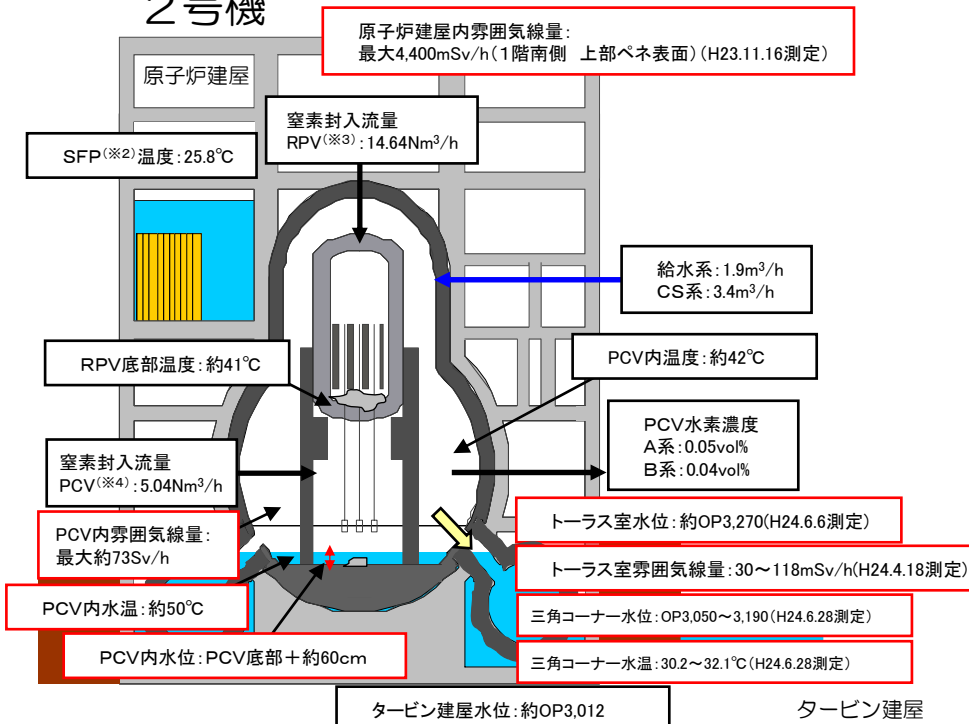 ２号機
原子炉建屋内雰囲気線量：
最大4,400mSv/h（１階南側　上部ペネ表面）（H23.11.16測定）
原子炉建屋
窒素封入流量
RPV(※3)：14.64Nm3/h
SFP(※2)温度：25.8℃
給水系：1.9m3/h
CS系：3.4m3/h
RPV底部温度：約41℃
PCV内温度：約42℃
PCV水素濃度
A系：0.05vol%
B系：0.04vol%
窒素封入流量
PCV(※4)：5.04Nm3/h
PCV内雰囲気線量：
最大約73Sv/h
トーラス室水位：約OP3,270（H24.6.6測定）
トーラス室雰囲気線量：30～118mSv/h（H24.4.18測定）
PCV内水温：約50℃
三角コーナー水位：OP3,050～3,190（H24.6.28測定）
PCV内水位：PCV底部＋約60cm
三角コーナー水温：30.2～32.1℃（H24.6.28測定）
タービン建屋水位：約OP3,012
タービン建屋